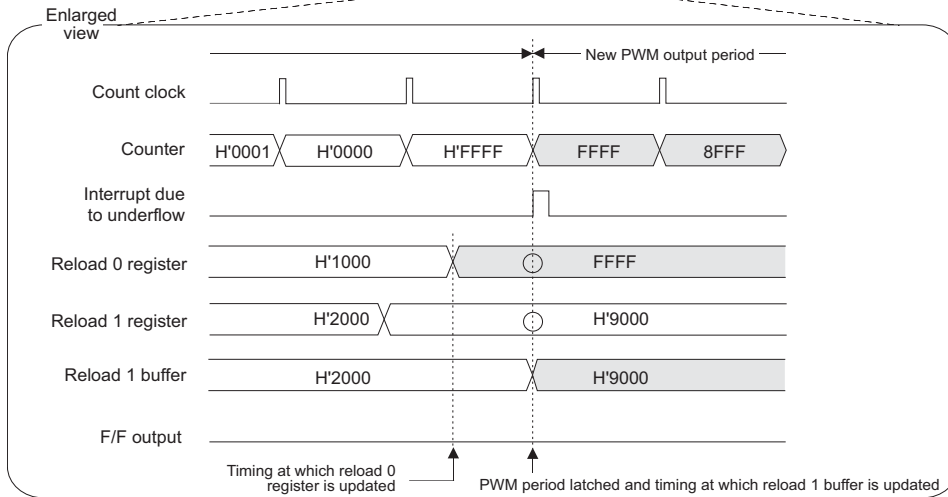 Enlarged
view
New PWM output period
Count clock
Counter H'0001 H'0000 H'FFFF FFFF 8FFF
Interrupt due
to underflow
Reload 0 register H'1000 FFFF
Reload 1 register H'2000 H'9000
Reload 1 buffer H'2000 H'9000
F/F output
Timing at which reload 0
register is updated
PWM period latched and timing at which reload 1 buffer is updated